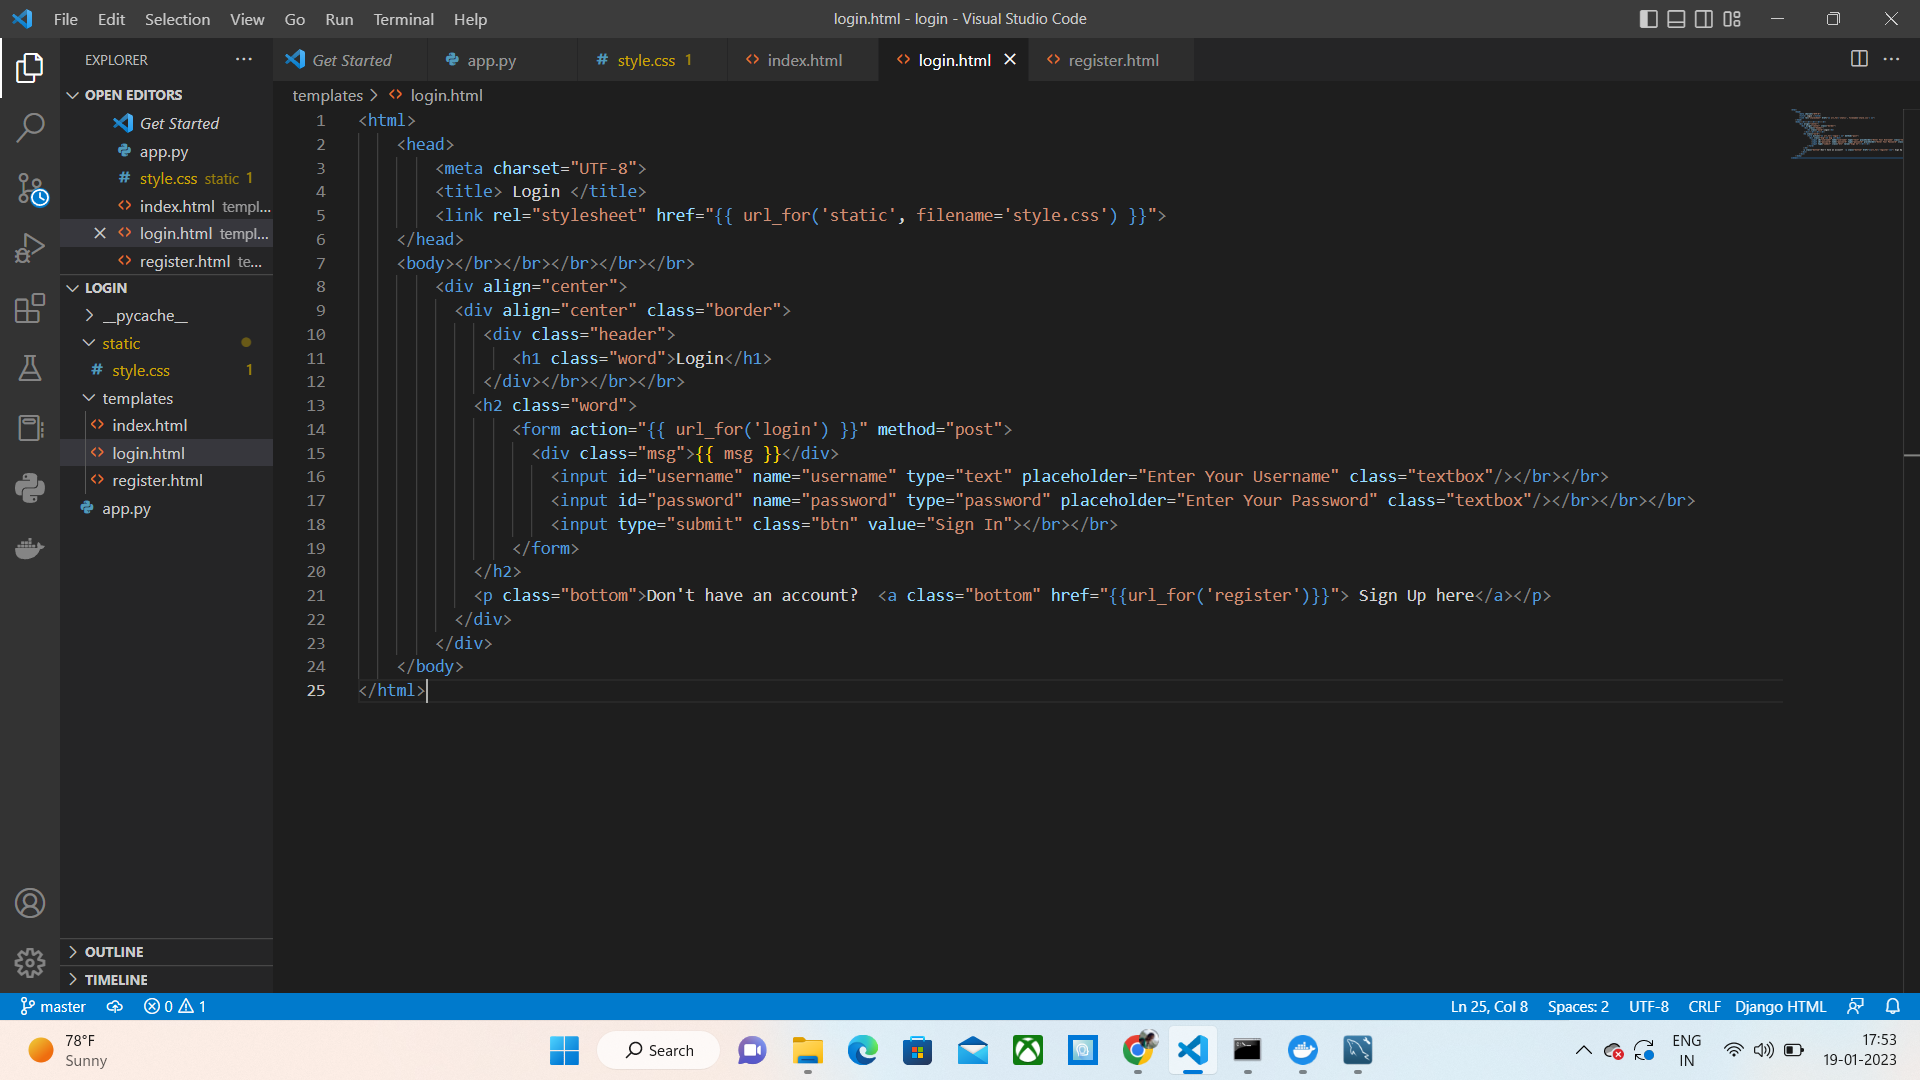 File Edit Selection View Go Run Terminal Help
login.html - login - Visual Studio Code
EXPLORER
Get Started
app.py
style.css 1
index.html
login.html
register.html
OPEN EDITORS
Get Started
app.py
style.css static 1
index.html templ...
login.html templ...
register.html te...
LOGIN
__pycache__
static
style.css 1
templates
index.html
login.html
register.html
app.py
OUTLINE
TIMELINE
templates > login.html
1 <html>
2 <head>
3 <meta charset="UTF-8">
4 <title> Login </title>
5 <link rel="stylesheet" href="{{ url_for('static', filename='style.css') }}">
6 </head>
7 <body></br></br></br></br></br>
8 <div align="center">
9 <div align="center" class="border">
10 <div class="header">
11 <h1 class="word">Login</h1>
12 </div></br></br></br>
13 <h2 class="word">
14 <form action="{{ url_for('login') }}" method="post">
15 <div class="msg">{{ msg }}</div>
16 <input id="username" name="username" type="text" placeholder="Enter Your Username" class="textbox"/></br></br>
17 <input id="password" name="password" type="password" placeholder="Enter Your Password" class="textbox"/></br></br></br>
18 <input type="submit" class="btn" value="Sign In"></br></br>
19 </form>
20 </h2>
21 <p class="bottom">Don't have an account?  <a class="bottom" href="{{url_for('register')}}"> Sign Up here</a></p>
22 </div>
23 </div>
24 </body>
25 </html>
master
0 1
Ln 25, Col 8 Spaces: 2 UTF-8 CRLF Django HTML
78°F
Sunny
Search
ENG
IN
17:53
19-01-2023